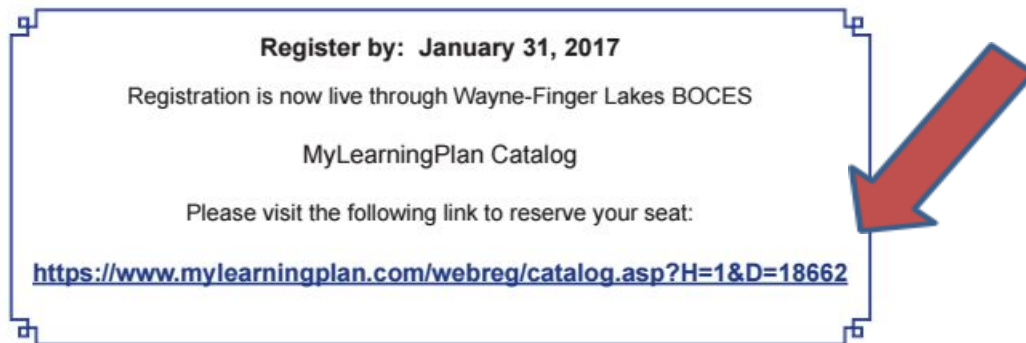 Register by: January 31, 2017
Registration is now live through Wayne-Finger Lakes BOCES
MyLearningPlan Catalog
Please visit the following link to reserve your seat:
https://www.mylearningplan.com/webreg/catalog.asp?H=1&D=18662